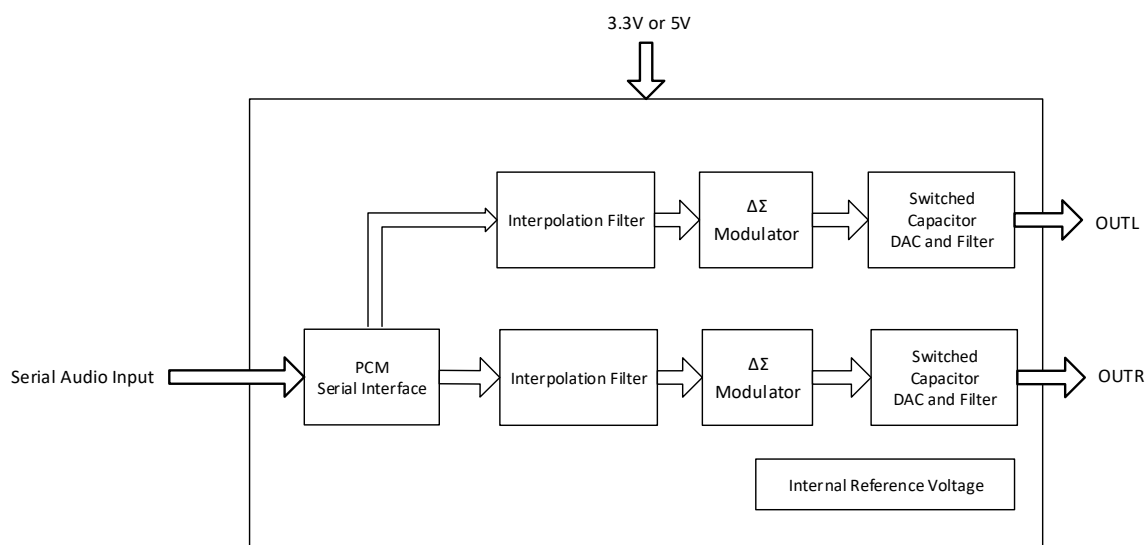 3.3V or 5V
Interpolation Filter
ΔΣ
Modulator
Switched
Capacitor
DAC and Filter
OUTL
Serial Audio Input
PCM
Serial Interface
Interpolation Filter
ΔΣ
Modulator
Switched
Capacitor
DAC and Filter
OUTR
Internal Reference Voltage